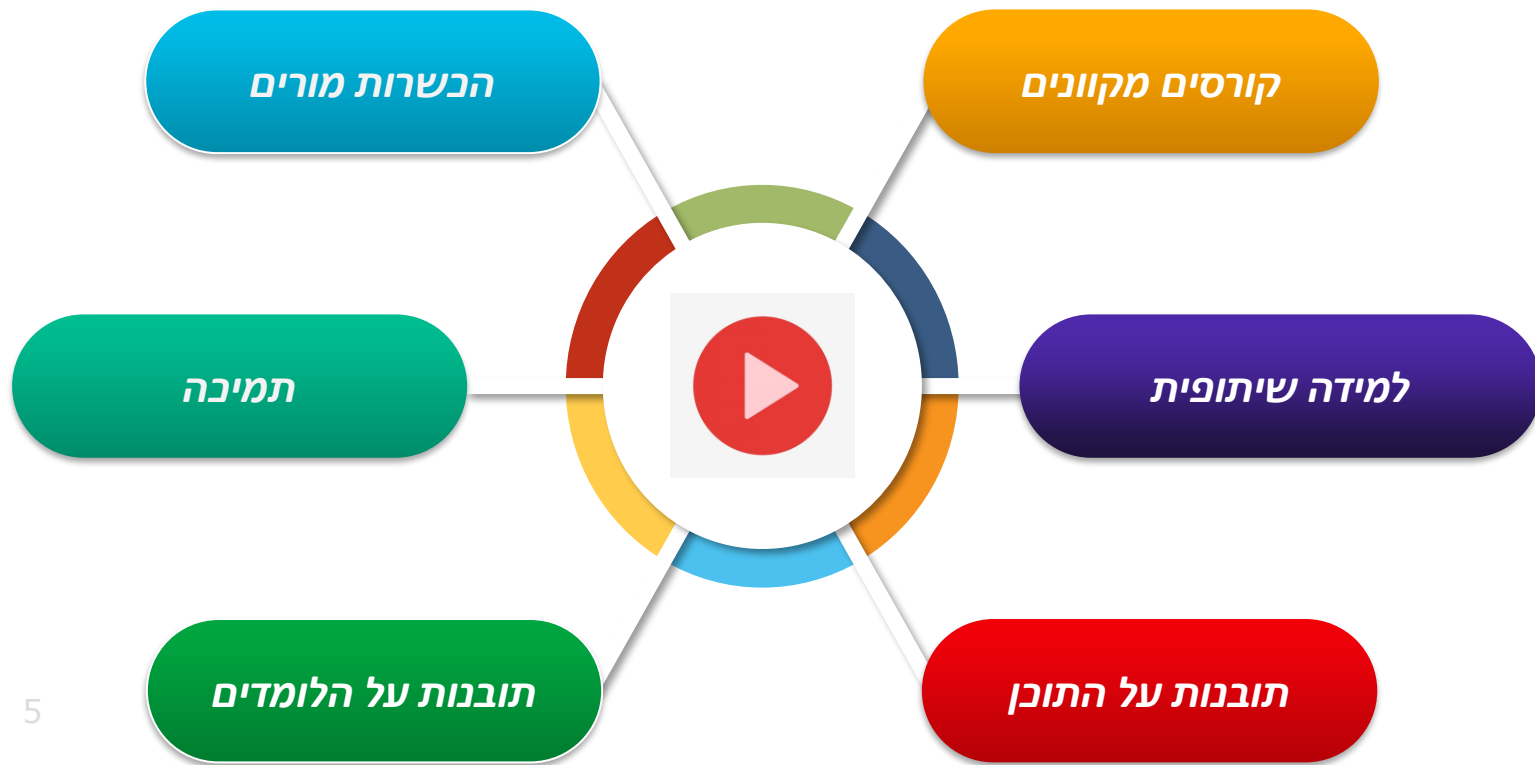 קורסים מקוונים
הכשרות מורים
למידה שיתופית
תמיכה
תובנות על התוכן
תובנות על הלומדים
5